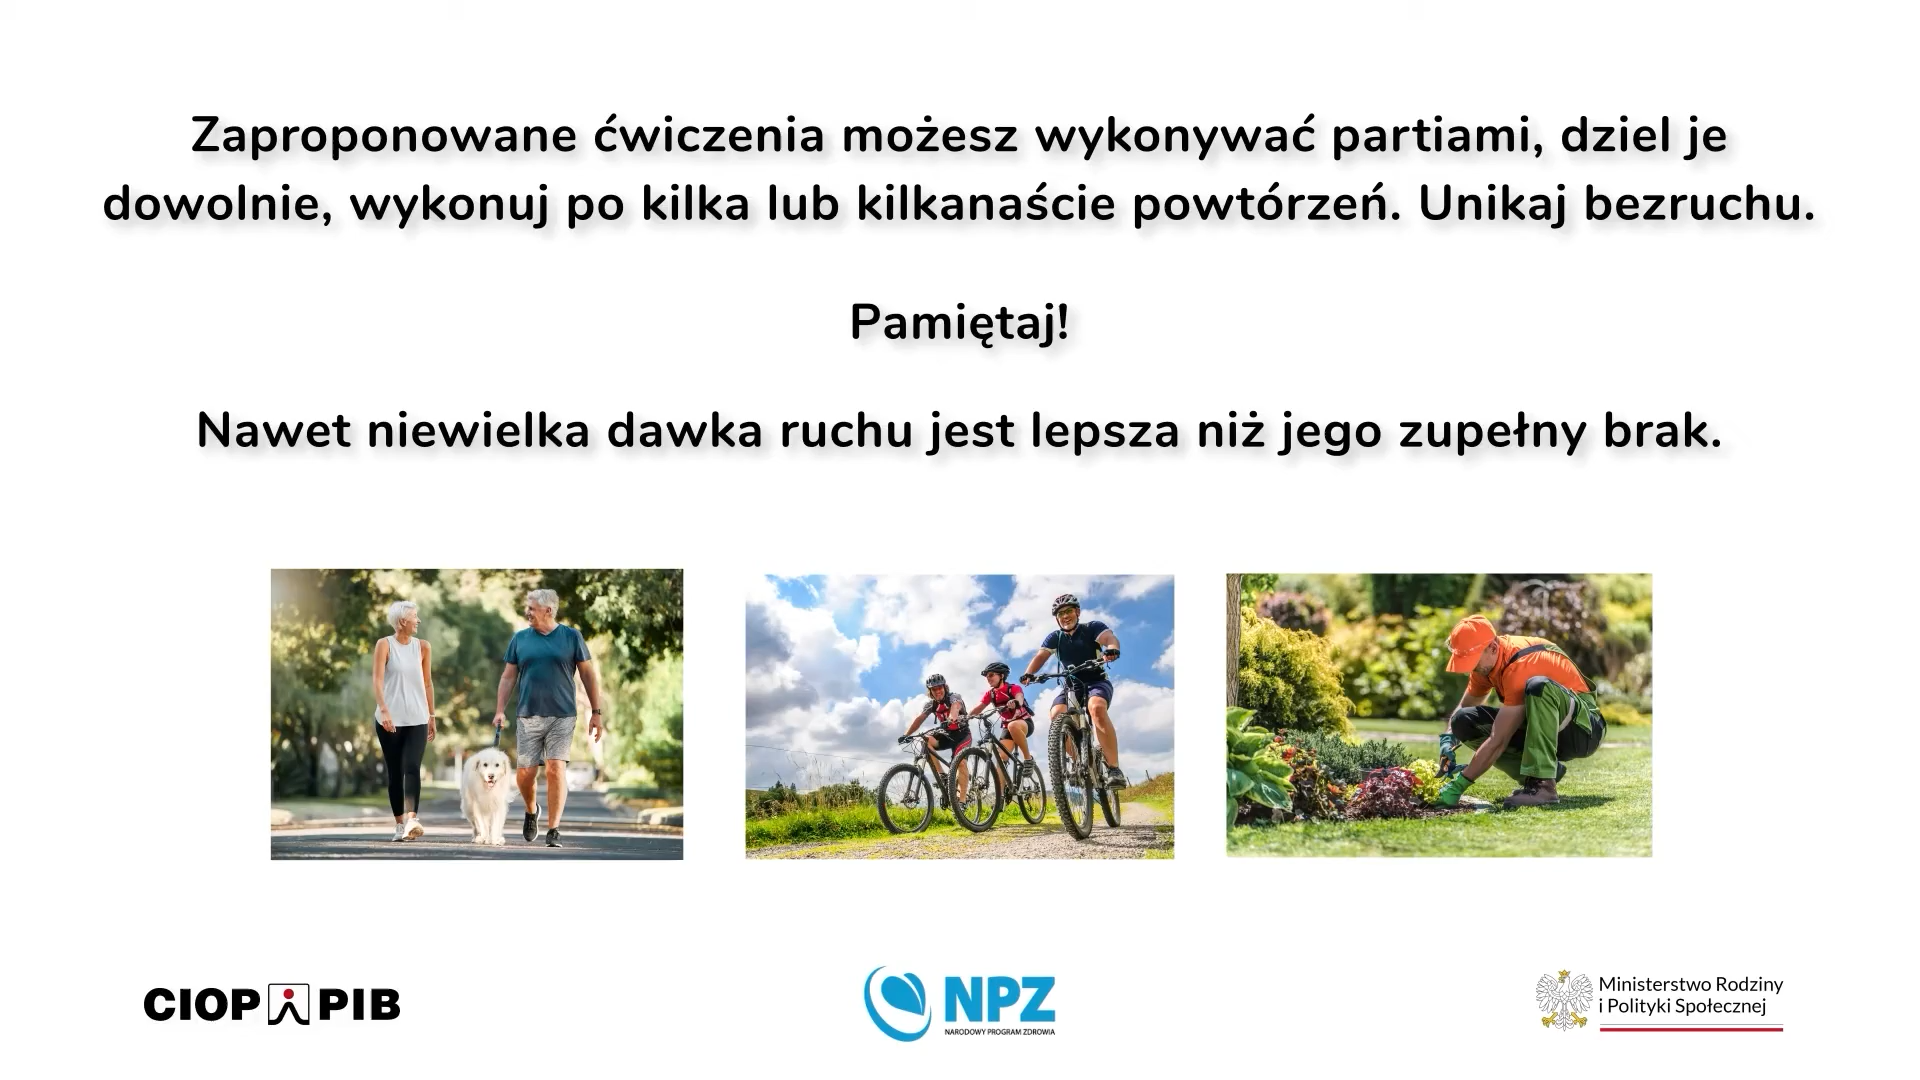 Zaproponowane ćwiczenia możesz wykonywać partiami, dziel je
dowolnie, wykonuj po kilka lub kilkanaście powtórzeń. Unikaj bezruchu.
Pamiętaj!
Nawet niewielka dawka ruchu jest lepsza niż jego zupełny brak.
CIOP PIB
NPZ
NARODOWY PROGRAM ZDROWIA
Ministerstwo Rodziny
i Polityki Społecznej